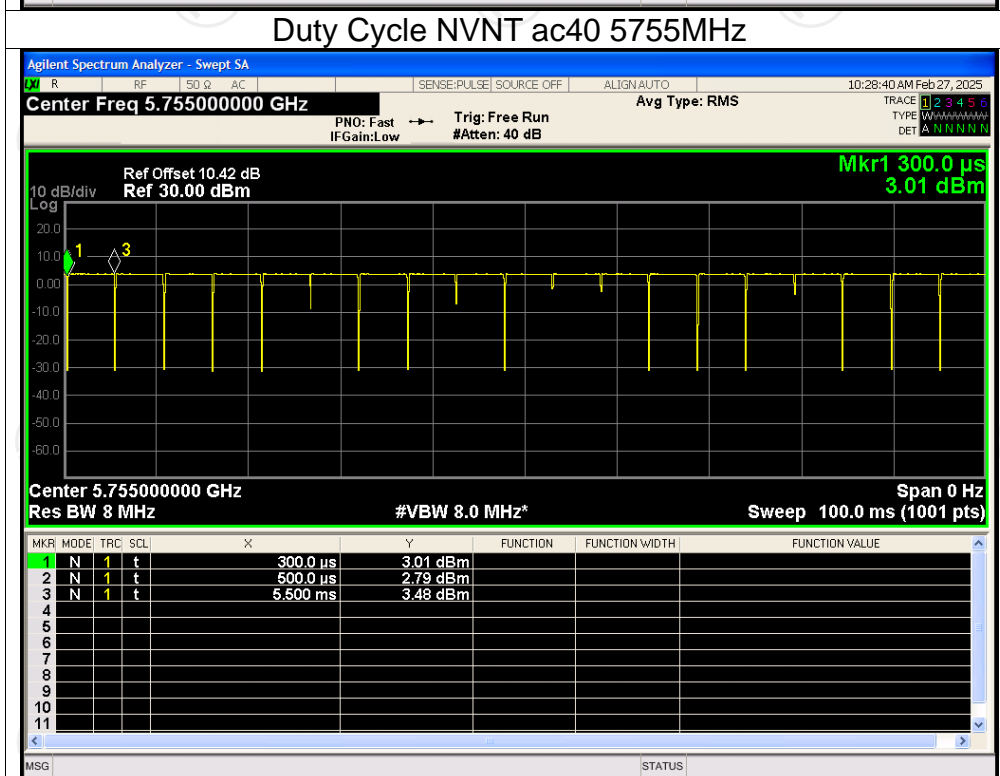 Duty Cycle NVNT ac40 5755MHz
Agilent Spectrum Analyzer - Swept SA
LXI R RF 50 Ω AC SENSE:PULSE SOURCE OFF ALIGN AUTO 10:28:40 AM Feb 27, 2025
Center Freq 5.755000000 GHz Avg Type: RMS TRACE 1 2 3 4 5 6
PNO: Fast Trig: Free Run TYPE W
IFGain:Low #Atten: 40 dB DET A N N N N N
Mkr1 300.0 µs
Ref Offset 10.42 dB
10 dB/div Ref 30.00 dBm 3.01 dBm
Log
20.0
10.0 1 3
0.00
-10.0
-20.0
-30.0
-40.0
-50.0
-60.0
Center 5.755000000 GHz Span 0 Hz
Res BW 8 MHz #VBW 8.0 MHz* Sweep 100.0 ms (1001 pts)
MKR MODE TRC SCL X Y FUNCTION FUNCTION WIDTH FUNCTION VALUE
1 N 1 t 300.0 µs 3.01 dBm
2 N 1 t 500.0 µs 2.79 dBm
3 N 1 t 5.500 ms 3.48 dBm
4
5
6
7
8
9
10
11
MSG STATUS